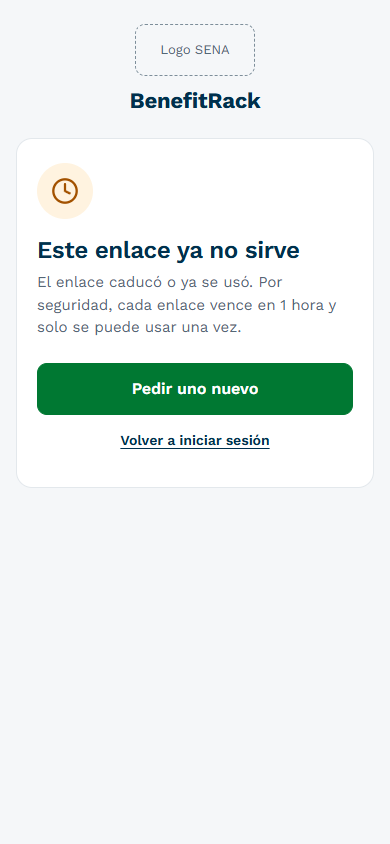 Logo SENA
BenefitRack
Este enlace ya no sirve
El enlace caducó o ya se usó. Por
seguridad, cada enlace vence en 1 hora y
solo se puede usar una vez.
Pedir uno nuevo
Volver a iniciar sesión